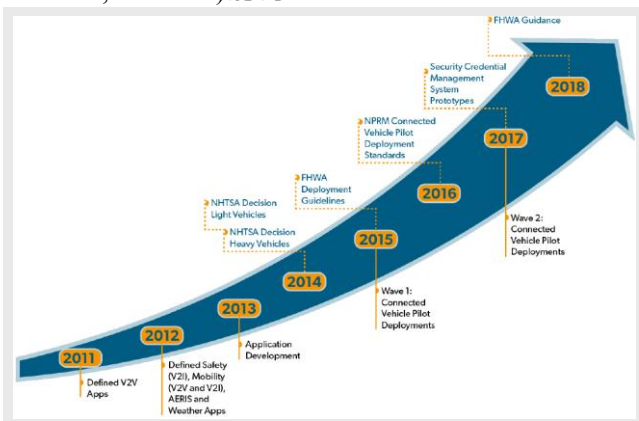 FHWA Guidance
Security Credential
Management
System
Prototypes
2018
NPRM Connected
Vehicle Pilot
Deployment
Standards
2017
FHWA
Deployment
Guidelines
2016
NHTSA Decision
Light Vehicles
NHTSA Decision
Heavy Vehicles
2015
Wave 2:
Connected
Vehicle Pilot
Deployments
2014
Wave 1:
Connected
Vehicle Pilot
Deployments
2013
Application
Development
2012
Defined Safety
(V2I), Mobility
(V2V and V2I),
AERIS and
Weather Apps
2011
Defined V2V
Apps